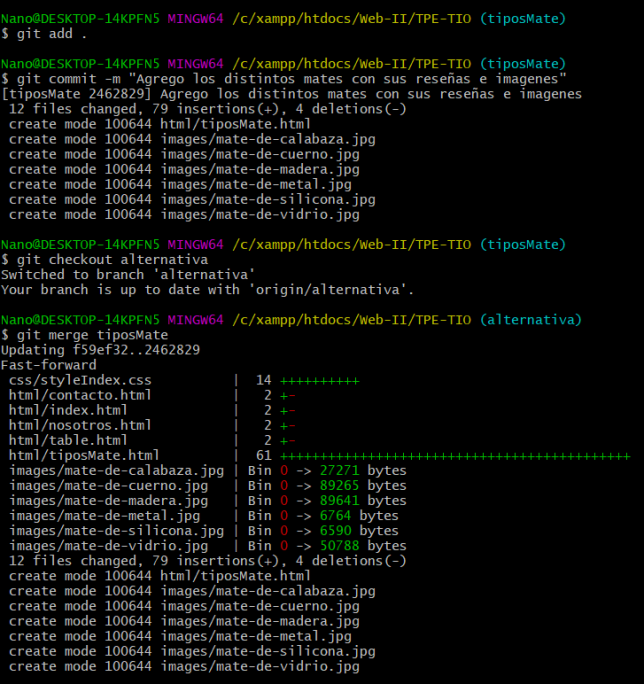 Nano@DESKTOP-14KPFN5 MINGW64 /c/xampp/htdocs/Web-II/TPE-TIO (tiposMate)
$ git add .
Nano@DESKTOP-14KPFN5 MINGW64 /c/xampp/htdocs/Web-II/TPE-TIO (tiposMate)
$ git commit -m "Agrego los distintos mates con sus reseñas e imagenes"
[tiposMate 2462829] Agrego los distintos mates con sus reseñas e imagenes
 12 files changed, 79 insertions(+), 4 deletions(-)
 create mode 100644 html/tiposMate.html
 create mode 100644 images/mate-de-calabaza.jpg
 create mode 100644 images/mate-de-cuerno.jpg
 create mode 100644 images/mate-de-madera.jpg
 create mode 100644 images/mate-de-metal.jpg
 create mode 100644 images/mate-de-silicona.jpg
 create mode 100644 images/mate-de-vidrio.jpg
Nano@DESKTOP-14KPFN5 MINGW64 /c/xampp/htdocs/Web-II/TPE-TIO (tiposMate)
$ git checkout alternativa
Switched to branch 'alternativa'
Your branch is up to date with 'origin/alternativa'.
Nano@DESKTOP-14KPFN5 MINGW64 /c/xampp/htdocs/Web-II/TPE-TIO (alternativa)
$ git merge tiposMate
Updating f59ef32..2462829
Fast-forward
 css/styleIndex.css          |  14 ++++++++++
 html/contacto.html          |   2 +-
 html/index.html             |   2 +-
 html/nosotros.html          |   2 +-
 html/table.html             |   2 +-
 html/tiposMate.html         |  61 +++++++++++++++++++++++++++++++++++++++++++
 images/mate-de-calabaza.jpg | Bin 0 -> 27271 bytes
 images/mate-de-cuerno.jpg   | Bin 0 -> 89265 bytes
 images/mate-de-madera.jpg   | Bin 0 -> 89641 bytes
 images/mate-de-metal.jpg    | Bin 0 -> 6764 bytes
 images/mate-de-silicona.jpg | Bin 0 -> 6590 bytes
 images/mate-de-vidrio.jpg   | Bin 0 -> 50788 bytes
 12 files changed, 79 insertions(+), 4 deletions(-)
 create mode 100644 html/tiposMate.html
 create mode 100644 images/mate-de-calabaza.jpg
 create mode 100644 images/mate-de-cuerno.jpg
 create mode 100644 images/mate-de-madera.jpg
 create mode 100644 images/mate-de-metal.jpg
 create mode 100644 images/mate-de-silicona.jpg
 create mode 100644 images/mate-de-vidrio.jpg